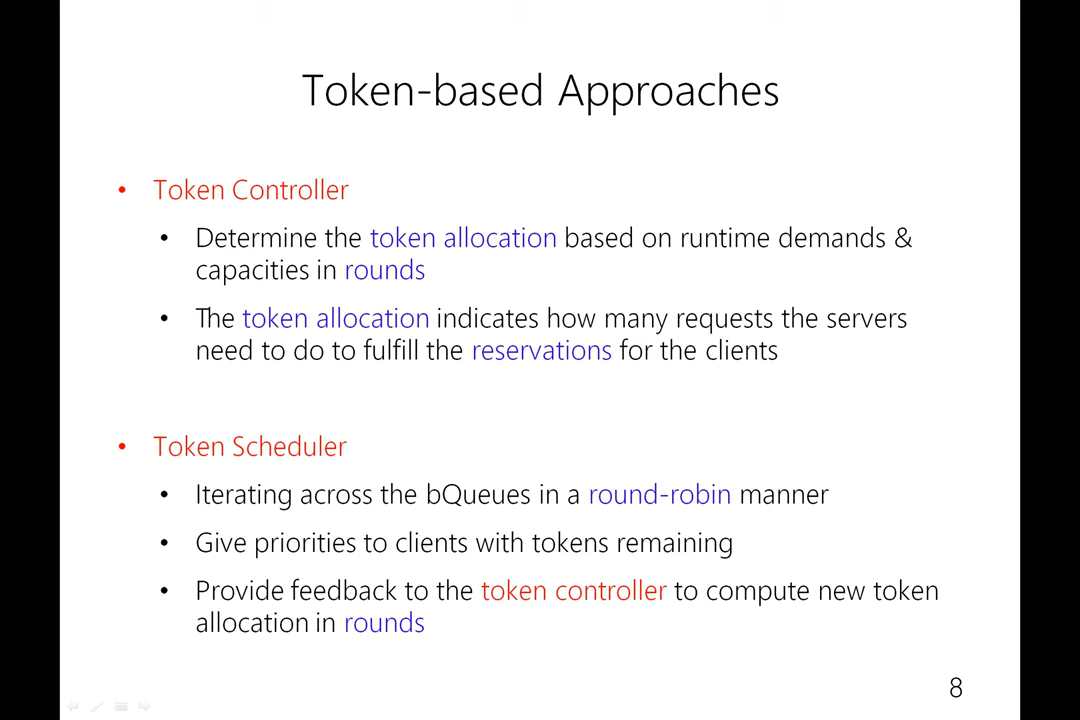 Token-based Approaches
• Token Controller
• Determine the token allocation based on runtime demands &
capacities in rounds
• The token allocation indicates how many requests the servers
need to do to fulfill the reservations for the clients
• Token Scheduler
• Iterating across the bQueues in a round-robin manner
• Give priorities to clients with tokens remaining
• Provide feedback to the token controller to compute new token
allocation in rounds
8